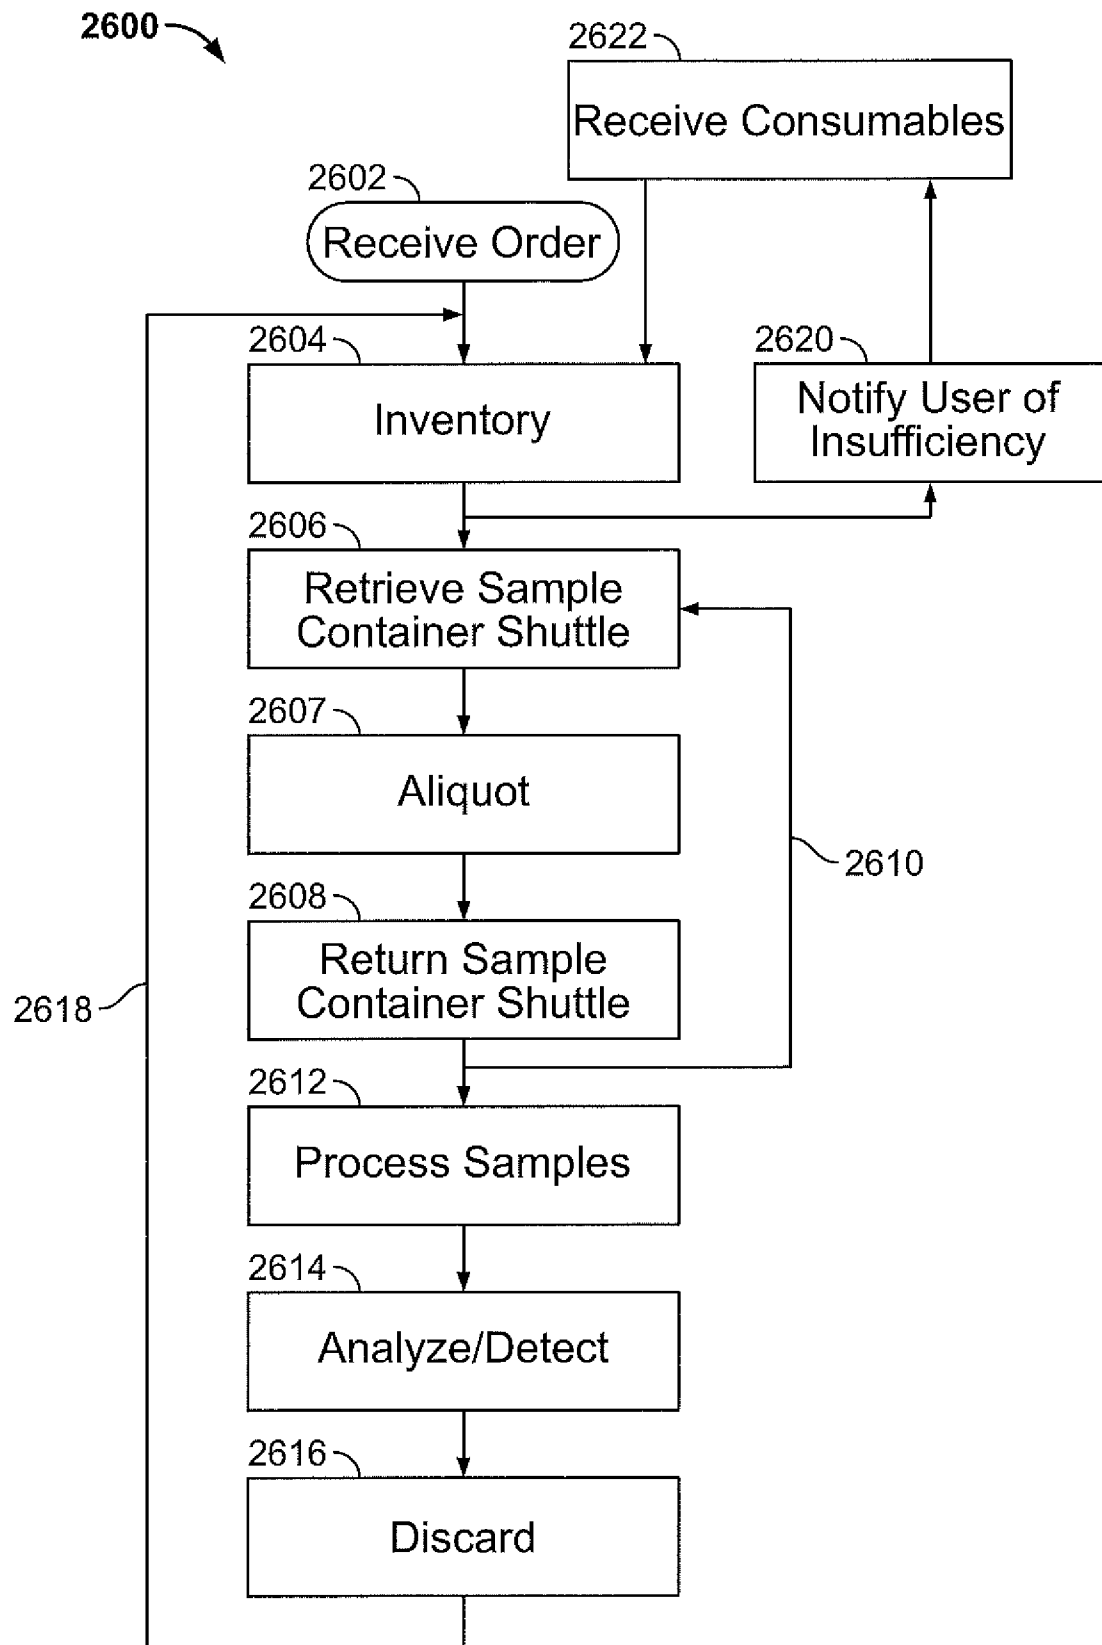 2600
2622
Receive Consumables
2602
Receive Order
2604
Inventory
2620
Notify User of
Insufficiency
2606
Retrieve Sample
Container Shuttle
2607
Aliquot
2610
2608
Return Sample
Container Shuttle
2618
2612
Process Samples
2614
Analyze/Detect
2616
Discard